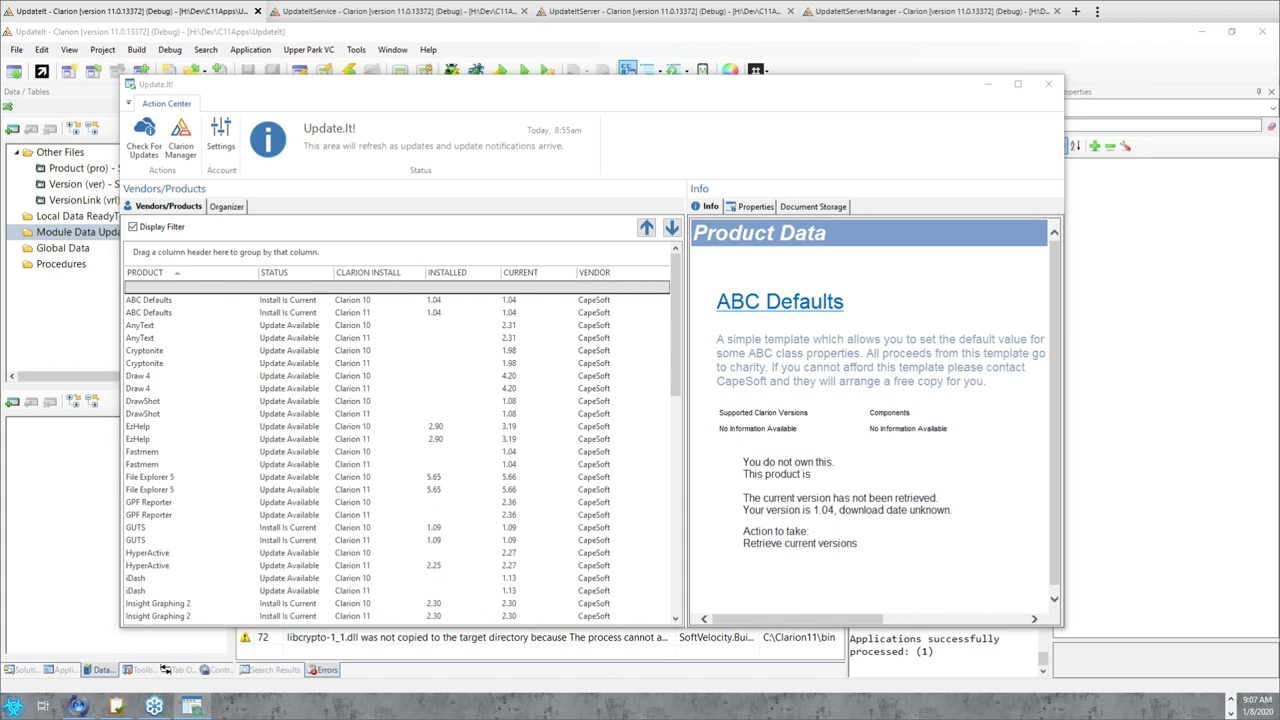 UpdateIt - Clarion [version 11.0.13372] (Debug) - [H:\Dev\C11Apps\Updat...
UpdateItService - Clarion [version 11.0.13372] (Debug) - [H:\Dev\C11A...
UpdateItServer - Clarion [version 11.0.13372] (Debug) - [H:\Dev\C11A...
UpdateItServerManager - Clarion [version 11.0.13372] (Debug) - [H:\De...
UpdateIt - Clarion [version 11.0.13372] (Debug) - [H:\Dev\C11Apps\UpdateIt]
File Edit View Project Build Debug Search Application Upper Park VC Tools Window Help
Data / Tables
Other Files
Product (pro) - S
Version (ver) - S
VersionLink (vrl)
Local Data ReadyT
Module Data Upda
Global Data
Procedures
operties
Update.It!
Action Center
Check For Updates
Clarion Manager
Settings
Actions
Account
Update.It!
Today, 8:55am
This area will refresh as updates and update notifications arrive.
Status
Vendors/Products
Vendors/Products Organizer
Display Filter
Drag a column header here to group by that column.
PRODUCT STATUS CLARION INSTALL INSTALLED CURRENT VENDOR
ABC Defaults Install Is Current Clarion 10 1.04 1.04 CapeSoft
ABC Defaults Install Is Current Clarion 11 1.04 1.04 CapeSoft
AnyText Update Available Clarion 10 2.31 CapeSoft
AnyText Update Available Clarion 11 2.31 CapeSoft
Cryptonite Update Available Clarion 10 1.98 CapeSoft
Cryptonite Update Available Clarion 11 1.98 CapeSoft
Draw 4 Update Available Clarion 10 4.20 CapeSoft
Draw 4 Update Available Clarion 11 4.20 CapeSoft
DrawShot Update Available Clarion 10 1.08 CapeSoft
DrawShot Update Available Clarion 11 1.08 CapeSoft
EzHelp Update Available Clarion 10 2.90 3.19 CapeSoft
EzHelp Update Available Clarion 11 2.90 3.19 CapeSoft
Fastmem Update Available Clarion 10 1.04 CapeSoft
Fastmem Update Available Clarion 11 1.04 CapeSoft
File Explorer 5 Update Available Clarion 10 5.65 5.66 CapeSoft
File Explorer 5 Update Available Clarion 11 5.65 5.66 CapeSoft
GPF Reporter Update Available Clarion 10 2.36 CapeSoft
GPF Reporter Update Available Clarion 11 2.36 CapeSoft
GUTS Install Is Current Clarion 10 1.09 1.09 CapeSoft
GUTS Install Is Current Clarion 11 1.09 1.09 CapeSoft
HyperActive Update Available Clarion 10 2.27 CapeSoft
HyperActive Update Available Clarion 11 2.25 2.27 CapeSoft
iDash Update Available Clarion 10 1.13 CapeSoft
iDash Update Available Clarion 11 1.13 CapeSoft
Insight Graphing 2 Install Is Current Clarion 10 2.30 2.30 CapeSoft
Insight Graphing 2 Install Is Current Clarion 11 2.30 2.30 CapeSoft
Info
Info Properties Document Storage
Product Data
ABC Defaults
A simple template which allows you to set the default value for
some ABC class properties. All proceeds from this template go
to charity. If you cannot afford this template please contact
CapeSoft and they will arrange a free copy for you.
Supported Clarion Versions Components
No Information Available No Information Available
You do not own this.
This product is
The current version has not been retrieved.
Your version is 1.04, download date unknown.
Action to take:
Retrieve current versions
72 libcrypto-1_1.dll was not copied to the target directory because The process cannot a... SoftVelocity.Bui... C:\Clarion11\bin
Applications successfully
processed: (1)
Soluti... Appli... Data... Toolb... Tab O... Contr... Search Results Errors
9:07 AM
1/8/2020